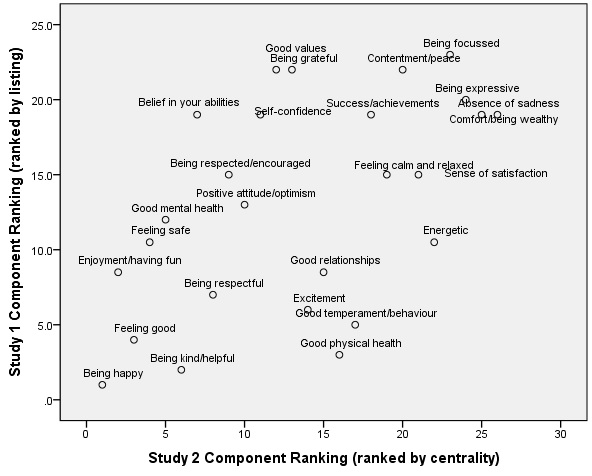 25.0
20.0
15.0
10.0
5.0
.0
Study 1 Component Ranking (ranked by listing)
Being focussed
Good values
Being grateful
Contentment/peace
Being expressive
Belief in your abilities
Self-confidence
Success/achievements
Absence of sadness
Comfort/being wealthy
Being respected/encouraged
Feeling calm and relaxed
Sense of satisfaction
Positive attitude/optimism
Good mental health
Feeling safe
Energetic
Enjoyment/having fun
Good relationships
Being respectful
Excitement
Good temperament/behaviour
Feeling good
Good physical health
Being kind/helpful
Being happy
0 5 10 15 20 25 30
Study 2 Component Ranking (ranked by centrality)